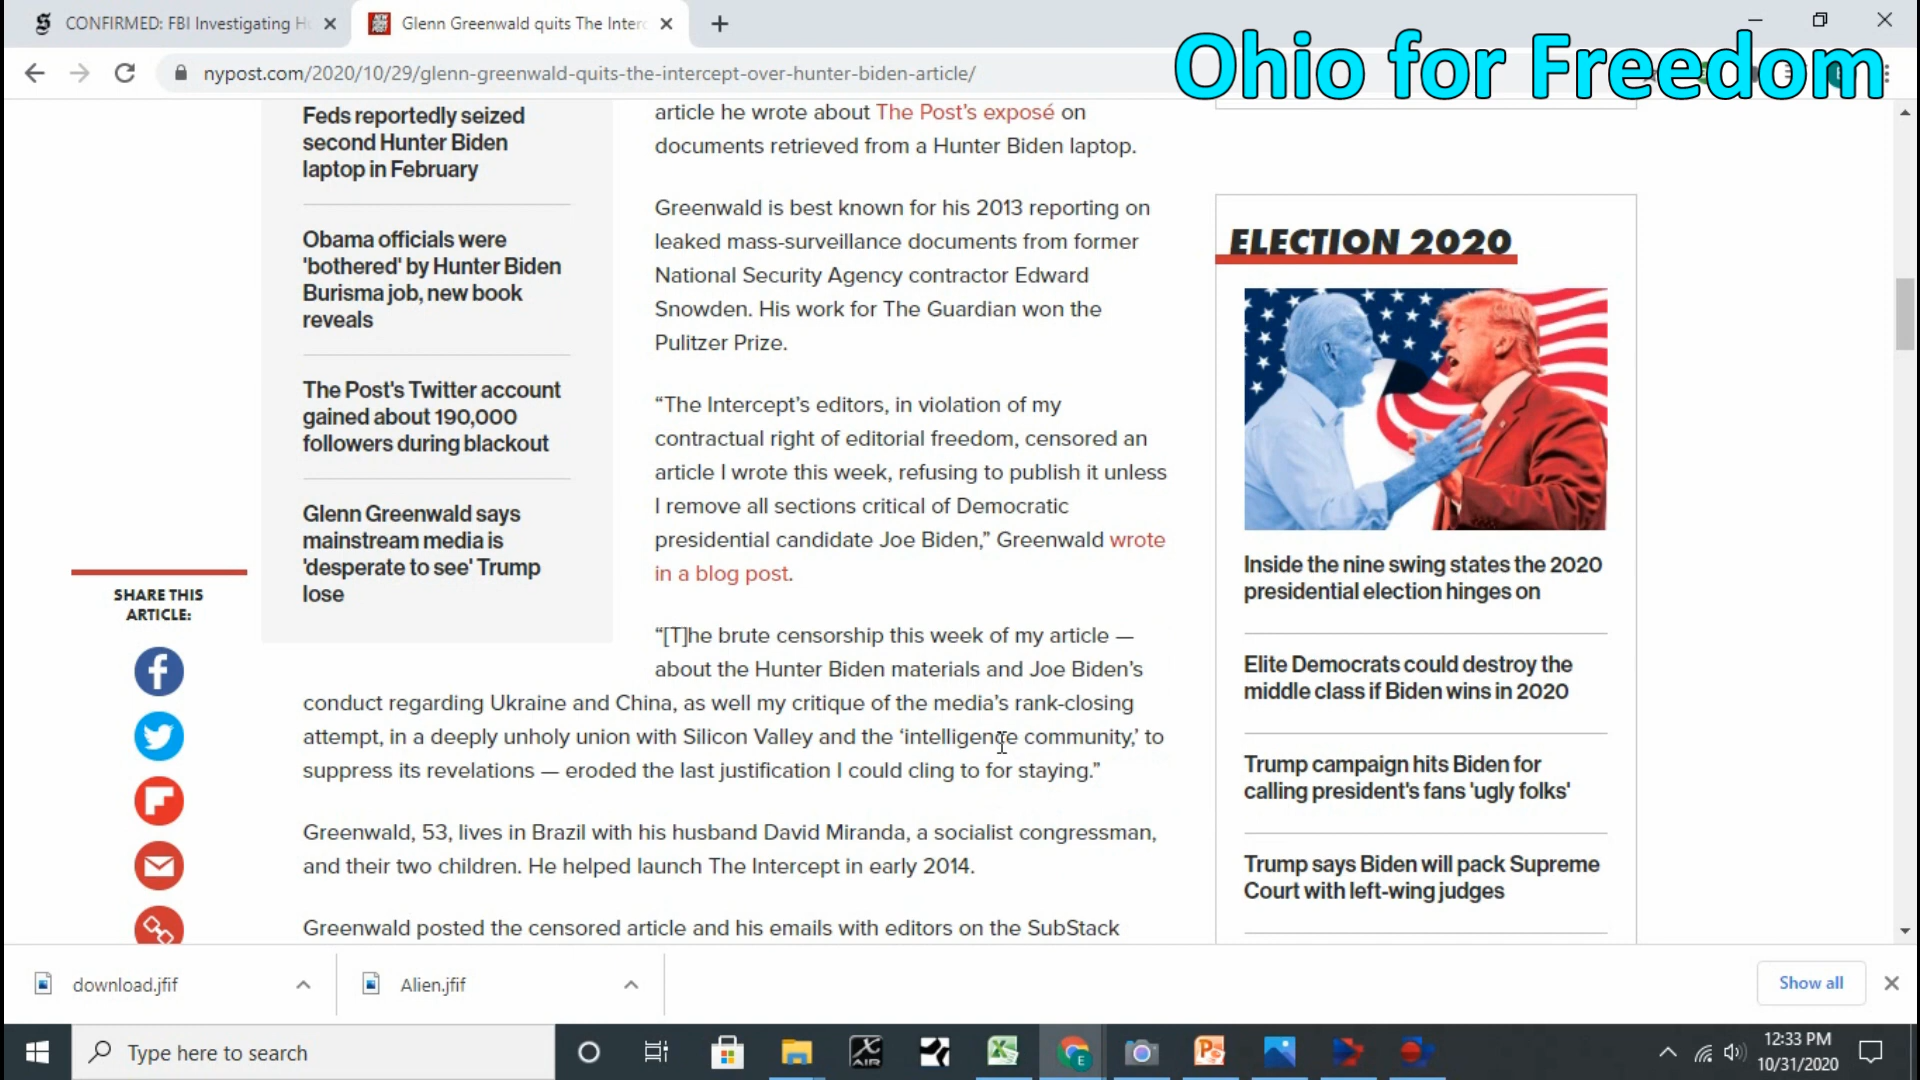 CONFIRMED: FBI Investigating H
Glenn Greenwald quits The Inter
Ohio for Freedom
nypost.com/2020/10/29/glenn-greenwald-quits-the-intercept-over-hunter-biden-article/
Feds reportedly seized
second Hunter Biden
laptop in February
Obama officials were
'bothered' by Hunter Biden
Burisma job, new book
reveals
The Post's Twitter account
gained about 190,000
followers during blackout
Glenn Greenwald says
mainstream media is
'desperate to see' Trump
lose
SHARE THIS
ARTICLE:
article he wrote about The Post’s exposé on
documents retrieved from a Hunter Biden laptop.
Greenwald is best known for his 2013 reporting on
leaked mass-surveillance documents from former
National Security Agency contractor Edward
Snowden. His work for The Guardian won the
Pulitzer Prize.
“The Intercept’s editors, in violation of my
contractual right of editorial freedom, censored an
article I wrote this week, refusing to publish it unless
I remove all sections critical of Democratic
presidential candidate Joe Biden,” Greenwald wrote
in a blog post.
“[T]he brute censorship this week of my article —
about the Hunter Biden materials and Joe Biden’s
conduct regarding Ukraine and China, as well my critique of the media’s rank-closing
attempt, in a deeply unholy union with Silicon Valley and the ‘intelligence community,’ to
suppress its revelations — eroded the last justification I could cling to for staying.”
Greenwald, 53, lives in Brazil with his husband David Miranda, a socialist congressman,
and their two children. He helped launch The Intercept in early 2014.
Greenwald posted the censored article and his emails with editors on the SubStack
ELECTION 2020
Inside the nine swing states the 2020
presidential election hinges on
Elite Democrats could destroy the
middle class if Biden wins in 2020
Trump campaign hits Biden for
calling president's fans 'ugly folks'
Trump says Biden will pack Supreme
Court with left-wing judges
download.jfif
Alien.jfif
Show all
Type here to search
X
AIR
E
12:33 PM
10/31/2020